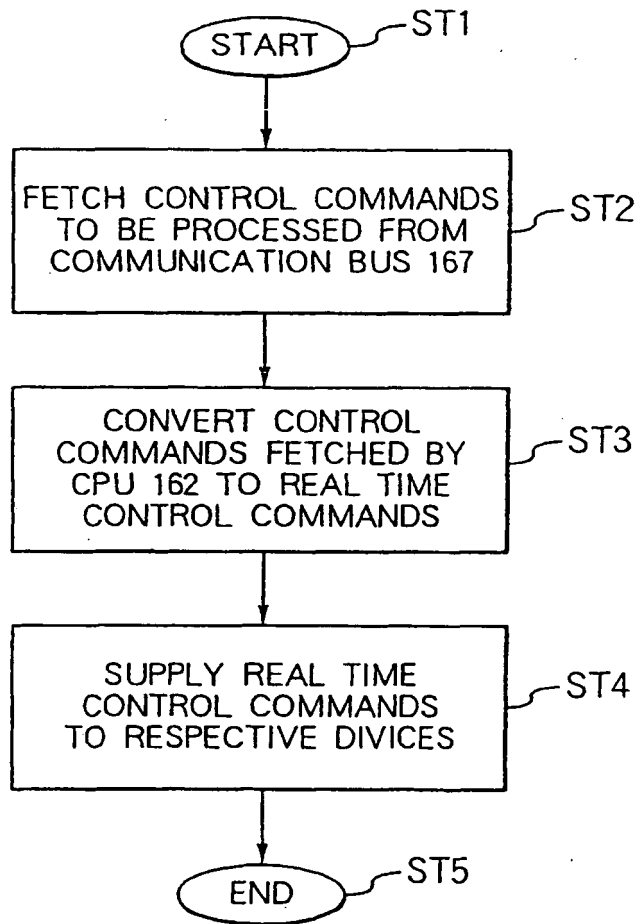 START
ST1
FETCH CONTROL COMMANDS
TO BE PROCESSED FROM
COMMUNICATION BUS 167
ST2
CONVERT CONTROL
COMMANDS FETCHED BY
CPU 162 TO REAL TIME
CONTROL COMMANDS
ST3
SUPPLY REAL TIME
CONTROL COMMANDS
TO RESPECTIVE DIVICES
ST4
END
ST5